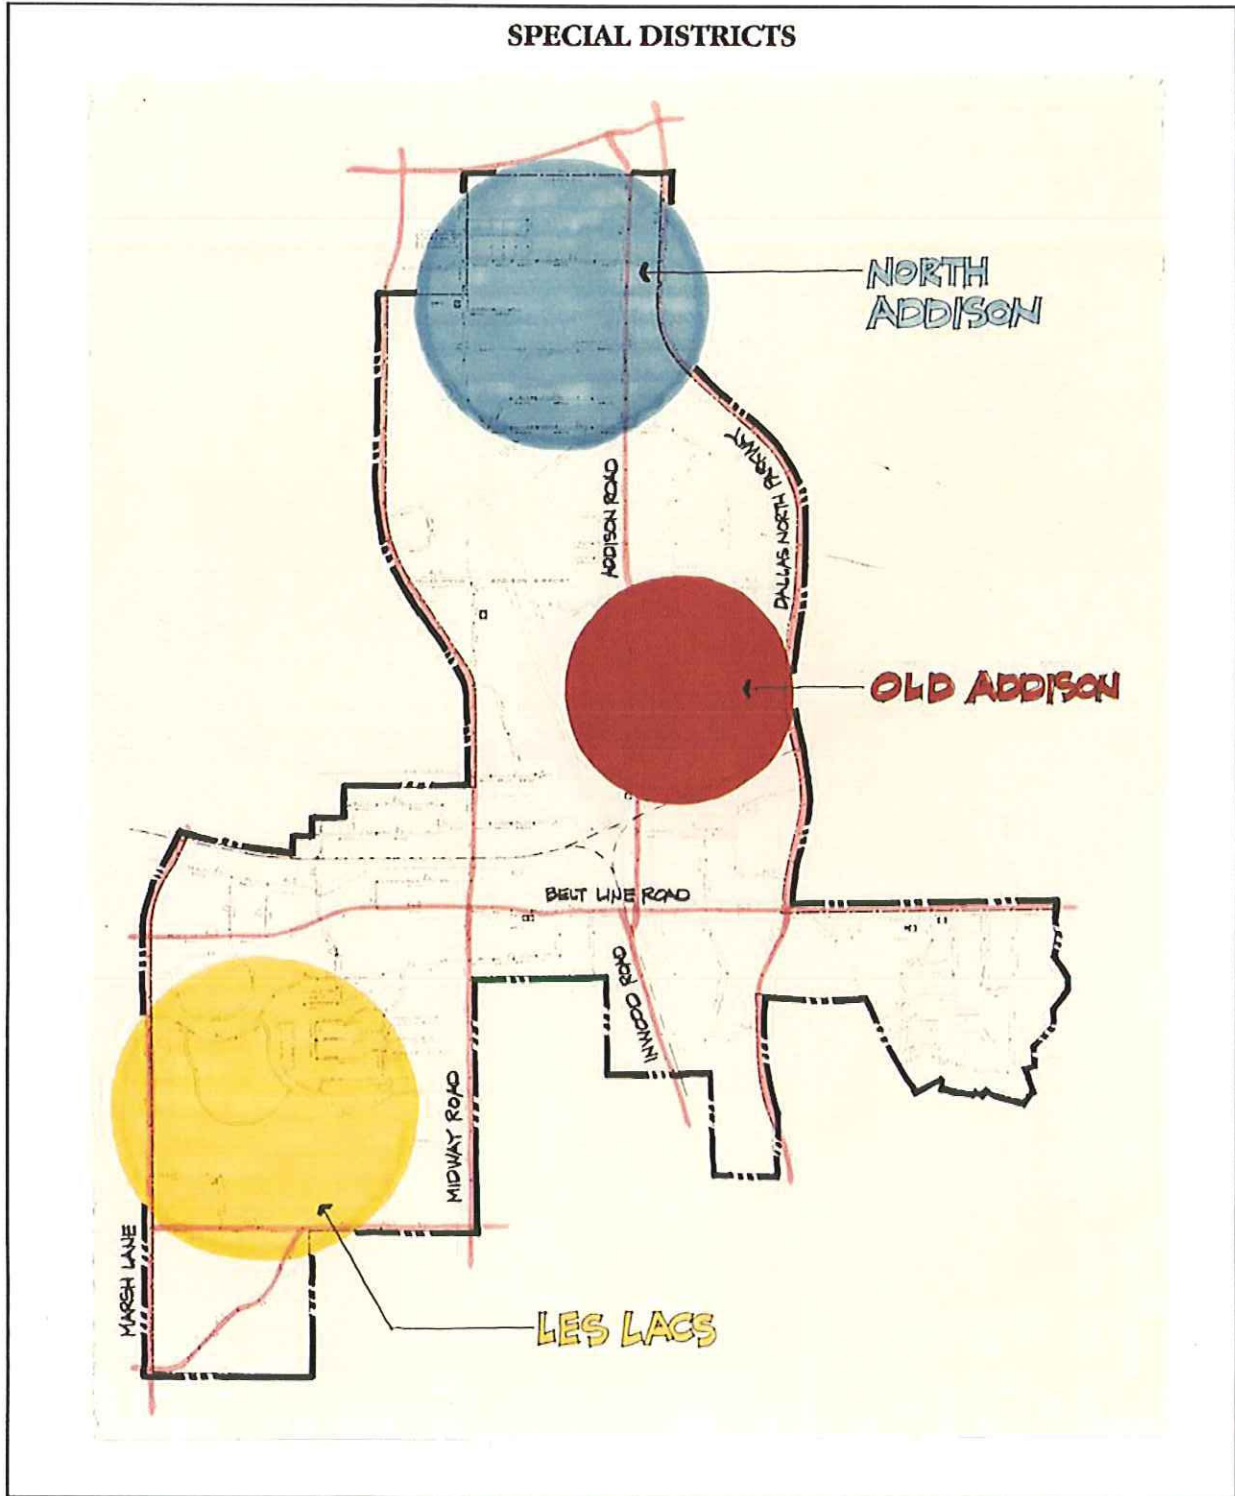 SPECIAL DISTRICTS
NORTH
ADDISON
DALLAS NORTH PARKWAY
ADDISON ROAD
OLD ADDISON
BELT LINE ROAD
INWOOD ROAD
MIDWAY ROAD
MARSH LANE
LES LACS